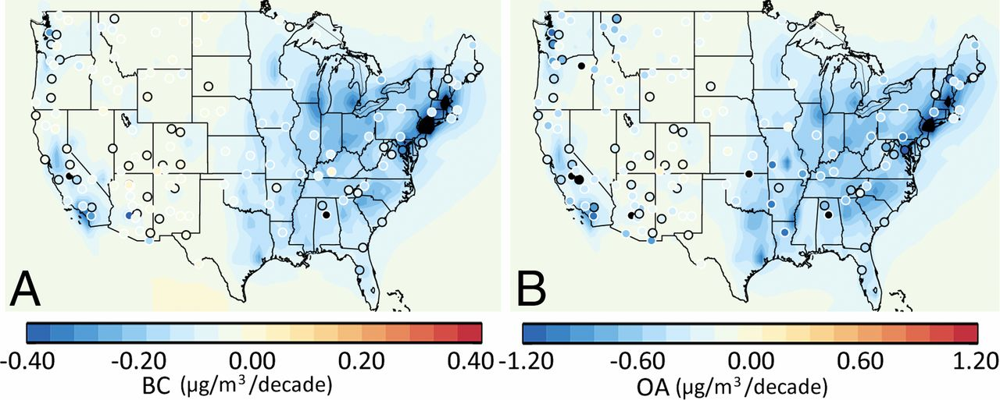 A
B
-0.40 -0.20 0.00 0.20 0.40
BC (μg/m³/decade)
-1.20 -0.60 0.00 0.60 1.20
OA (μg/m³/decade)